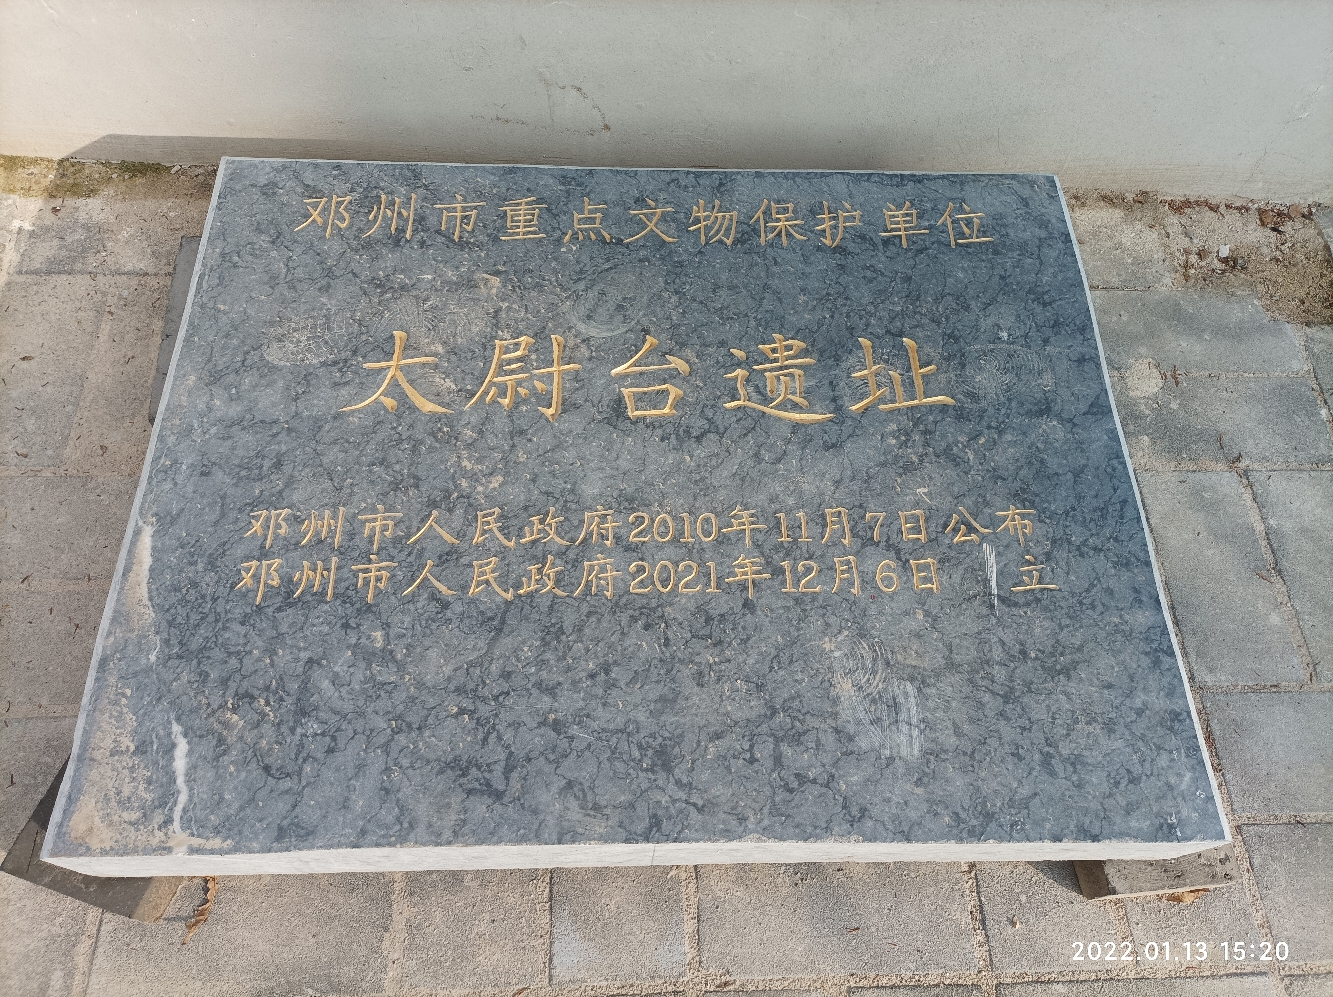 邓州市重点文物保护单位
太尉台遗址
邓州市人民政府2010年11月7日公布
邓州市人民政府2021年12月6日 立
2022.01.13 15:20